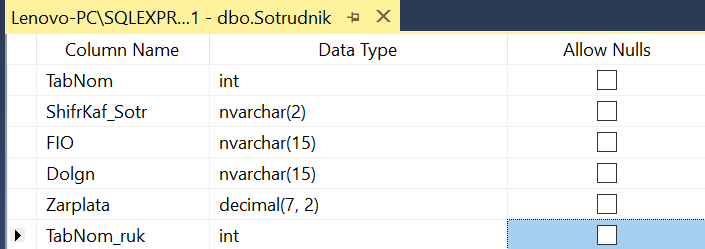 Lenovo-PC\SQLEXPR...1 - dbo.Sotrudnik
Column Name Data Type Allow Nulls
TabNom int
ShifrKaf_Sotr nvarchar(2)
FIO nvarchar(15)
Dolgn nvarchar(15)
Zarplata decimal(7, 2)
TabNom_ruk int